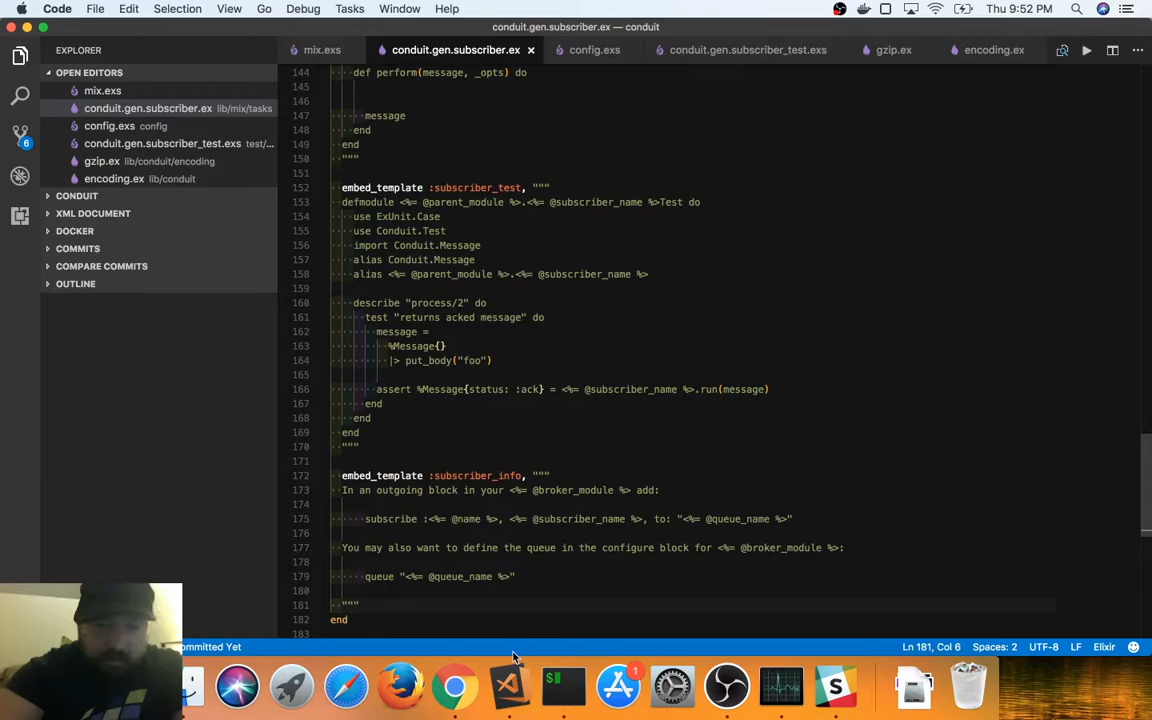 Code File Edit Selection View Go Debug Tasks Window Help Thu 9:52 PM
conduit.gen.subscriber.ex — conduit
EXPLORER
mix.exs conduit.gen.subscriber.ex × config.exs conduit.gen.subscriber_test.exs gzip.ex encoding.ex
OPEN EDITORS
mix.exs
conduit.gen.subscriber.ex lib/mix/tasks
config.exs config
conduit.gen.subscriber_test.exs test/...
gzip.ex lib/conduit/encoding
encoding.ex lib/conduit
CONDUIT
XML DOCUMENT
DOCKER
COMMITS
COMPARE COMMITS
OUTLINE
6
144 def perform(message, _opts) do
145
146
147 message
148 end
149 end
150 """
151
152 embed_template :subscriber_test, """
153 defmodule <%= @parent_module %>.<%= @subscriber_name %>Test do
154 use ExUnit.Case
155 use Conduit.Test
156 import Conduit.Message
157 alias Conduit.Message
158 alias <%= @parent_module %>.<%= @subscriber_name %>
159
160 describe "process/2" do
161 test "returns acked message" do
162 message =
163 %Message{}
164 |> put_body("foo")
165
166 assert %Message{status: :ack} = <%= @subscriber_name %>.run(message)
167 end
168 end
169 end
170 """
171
172 embed_template :subscriber_info, """
173 In an outgoing block in your <%= @broker_module %> add:
174
175 subscribe :<%= @name %>, <%= @subscriber_name %>, to: "<%= @queue_name %>"
176
177 You may also want to define the queue in the configure block for <%= @broker_module %>:
178
179 queue "<%= @queue_name %>"
180
181 """
182 end
183
ommitted Yet Ln 181, Col 6 Spaces: 2 UTF-8 LF Elixir
$
1